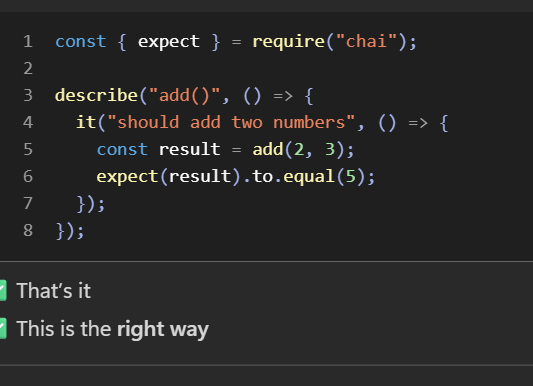 1 const { expect } = require("chai");
2
3 describe("add()", () => {
4 it("should add two numbers", () => {
5 const result = add(2, 3);
6 expect(result).to.equal(5);
7 });
8 });
✅ That's it
✅ This is the right way